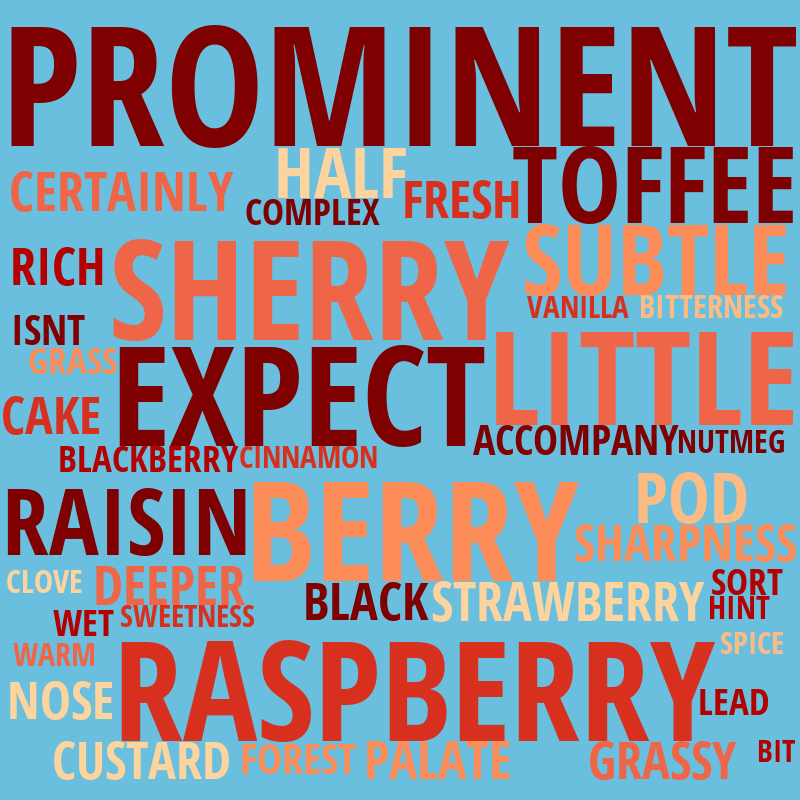 PROMINENT
CERTAINLY HALF FRESH TOFFEE
COMPLEX
RICH SHERRY SUBTLE
VANILLA BITTERNESS
ISNT
GRASS EXPECT LITTLE
CAKE
BLACKBERRY CINNAMON ACCOMPANY NUTMEG
RAISIN BERRY POD
SHARPNESS
CLOVE DEEPER BLACK STRAWBERRY SORT
WET SWEETNESS HINT
WARM SPICE
NOSE RASPBERRY LEAD
CUSTARD FOREST PALATE GRASSY BIT